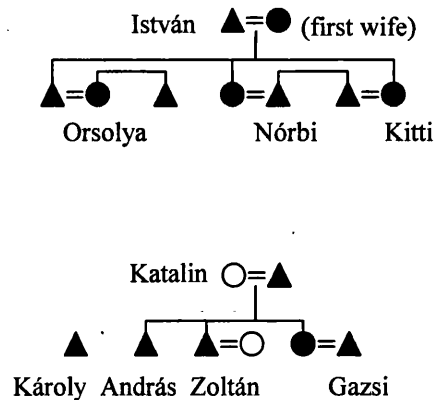 István (first wife)
Orsolya Nórbi Kitti
Katalin
Károly András Zoltán Gazsi